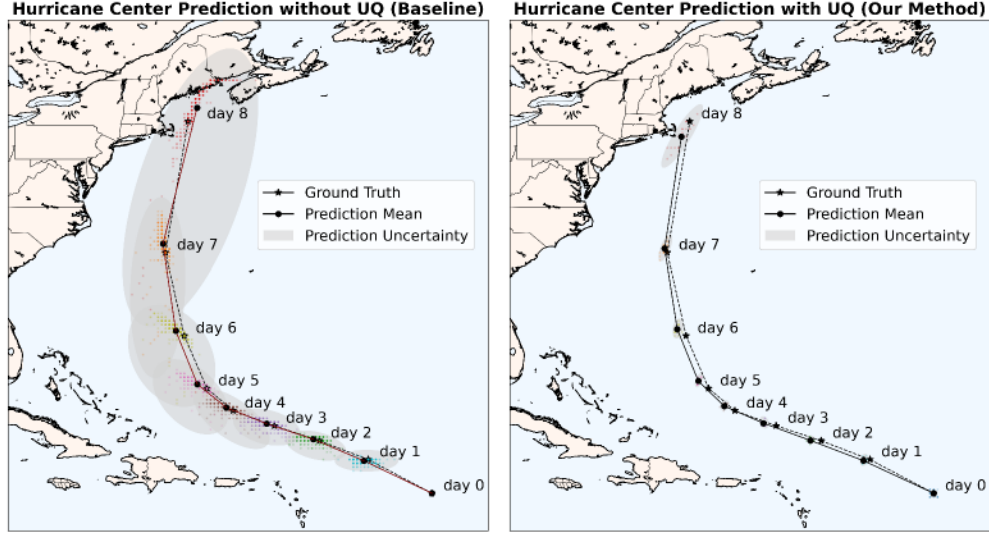 Hurricane Center Prediction without UQ (Baseline)
day 8
Ground Truth
Prediction Mean
Prediction Uncertainty
day 7
day 6
day 5
day 4
day 3
day 2
day 1
day 0
Hurricane Center Prediction with UQ (Our Method)
day 8
Ground Truth
Prediction Mean
Prediction Uncertainty
day 7
day 6
day 5
day 4
day 3
day 2
day 1
day 0